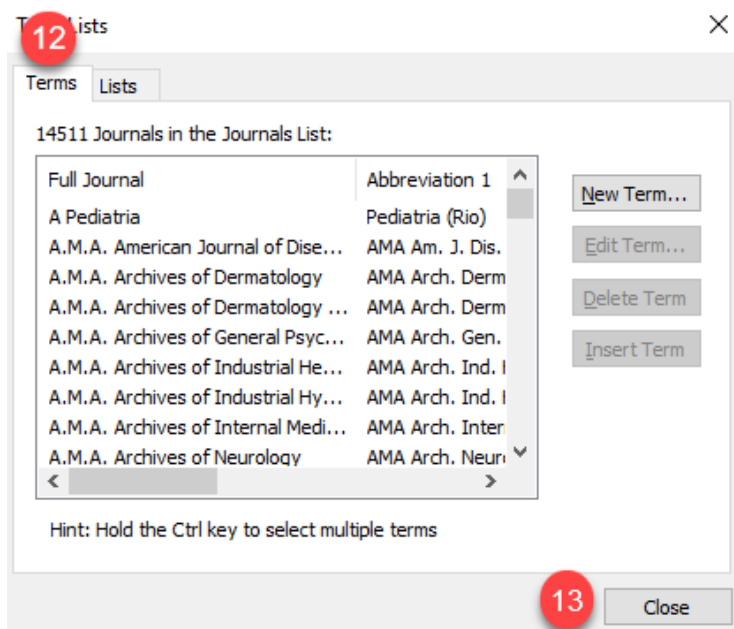 Lists
12
Terms Lists
14511 Journals in the Journals List:
Full Journal Abbreviation 1
A Pediatria Pediatria (Rio)
A.M.A. American Journal of Dise... AMA Am. J. Dis.
A.M.A. Archives of Dermatology AMA Arch. Derm
A.M.A. Archives of Dermatology ... AMA Arch. Derm
A.M.A. Archives of General Psyc... AMA Arch. Gen.
A.M.A. Archives of Industrial He... AMA Arch. Ind.
A.M.A. Archives of Industrial Hy... AMA Arch. Ind.
A.M.A. Archives of Internal Medi... AMA Arch. Inter
A.M.A. Archives of Neurology AMA Arch. Neuro
New Term...
Edit Term...
Delete Term
Insert Term
Hint: Hold the Ctrl key to select multiple terms
13
Close